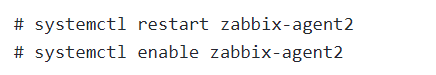 # systemctl restart zabbix-agent2
# systemctl enable zabbix-agent2